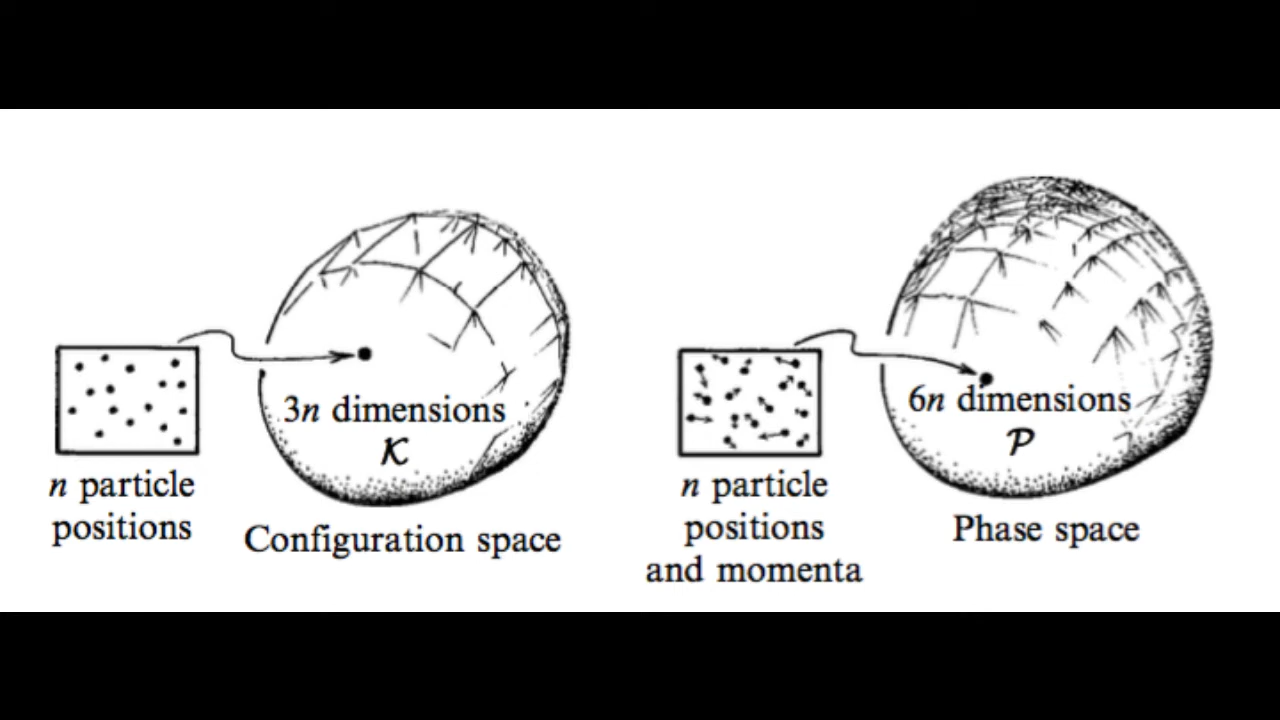 3n dimensions
𝒦
n particle
positions
Configuration space
6n dimensions
𝒫
n particle
positions
and momenta
Phase space